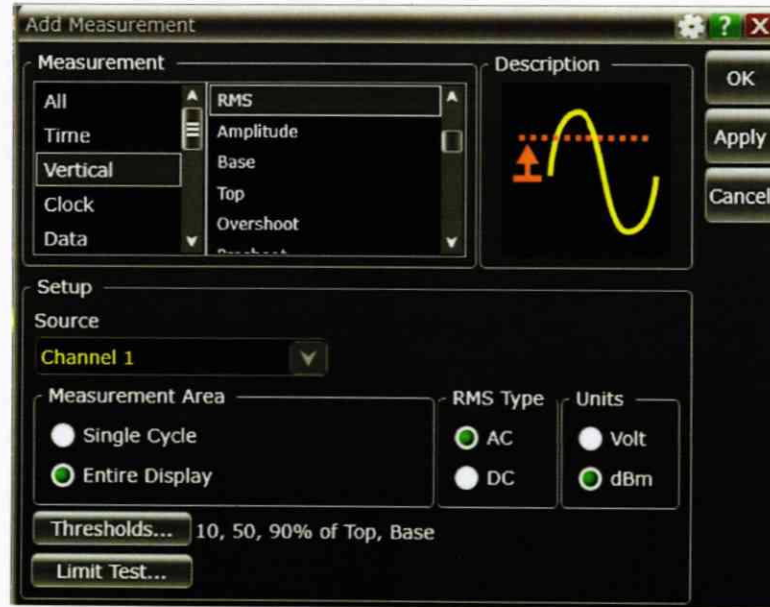 Add Measurement
?
X
Measurement
All
Time
Vertical
Clock
Data
RMS
Amplitude
Base
Top
Overshoot
Description
OK
Apply
Cancel
Setup
Source
Channel 1
Measurement Area
Single Cycle
Entire Display
RMS Type
AC
DC
Units
Volt
dBm
Thresholds... 10, 50, 90% of Top, Base
Limit Test...